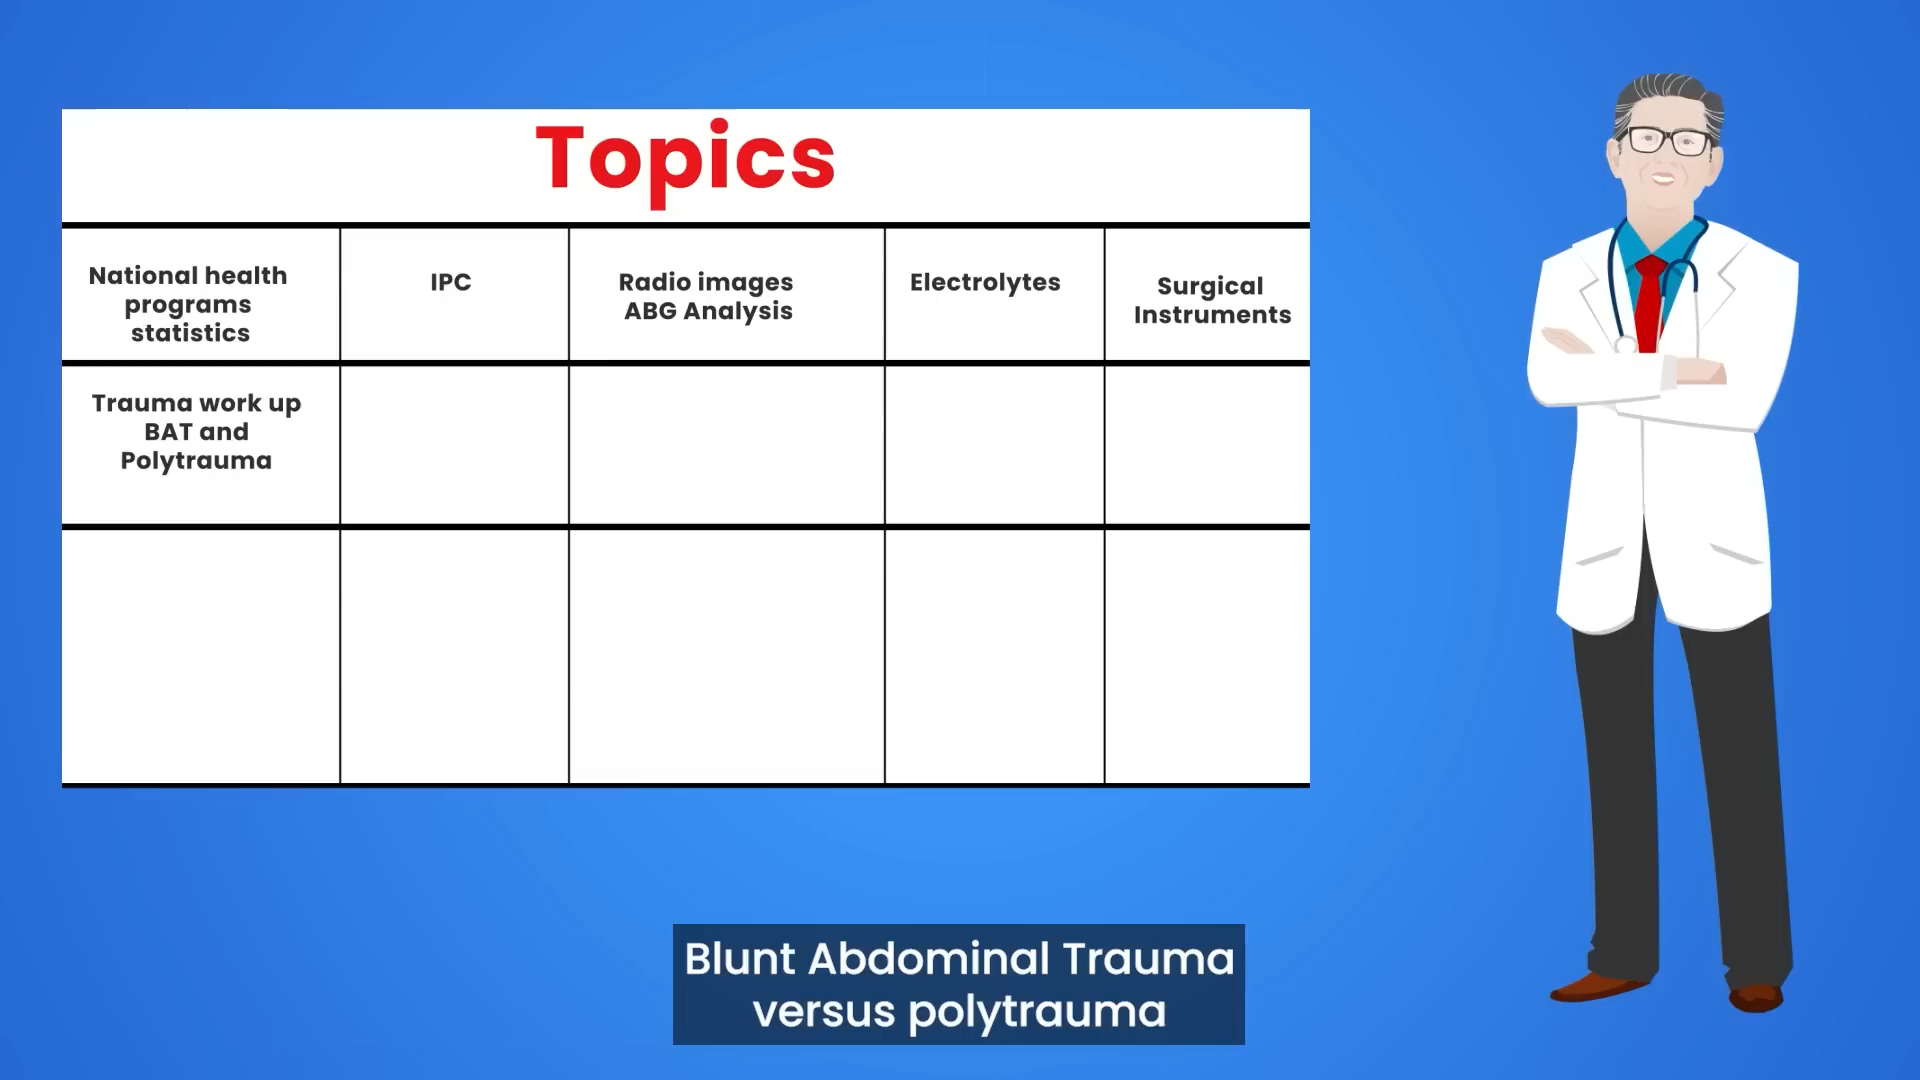 Topics
National health
programs
statistics
IPC
Radio images
ABG Analysis
Electrolytes
Surgical
Instruments
Trauma work up
BAT and
Polytrauma
Blunt Abdominal Trauma
versus polytrauma